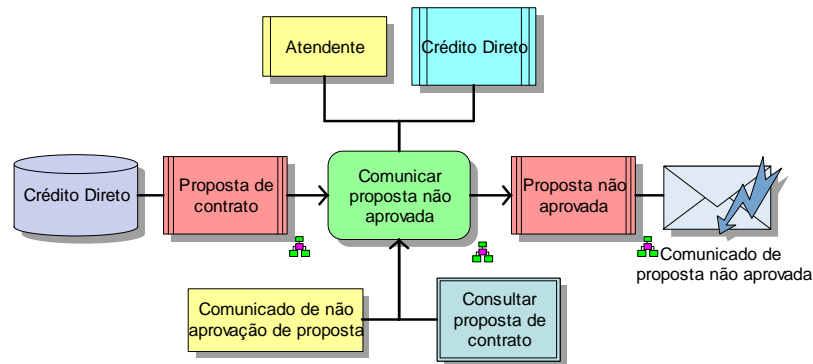 Atendente
Crédito Direto
Crédito Direto
Proposta de
contrato
Comunicar
proposta não
aprovada
Proposta não
aprovada
Comunicado de
proposta não aprovada
Comunicado de não
aprovação de proposta
Consultar
proposta de
contrato